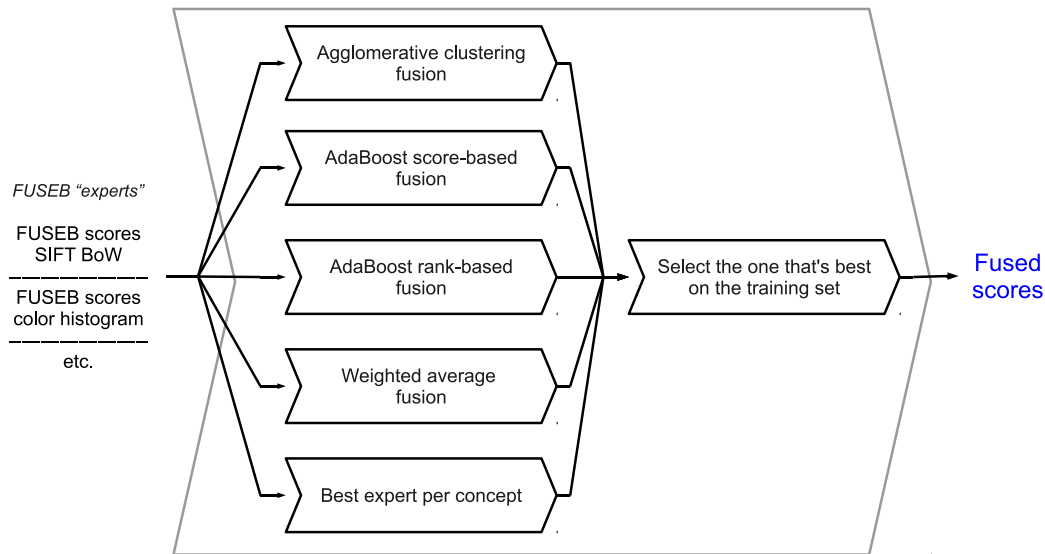 FUSEB “experts”
FUSEB scores
SIFT BoW
FUSEB scores
color histogram
etc.
Agglomerative clustering
fusion
AdaBoost score-based
fusion
AdaBoost rank-based
fusion
Weighted average
fusion
Best expert per concept
Select the one that's best
on the training set
Fused
scores